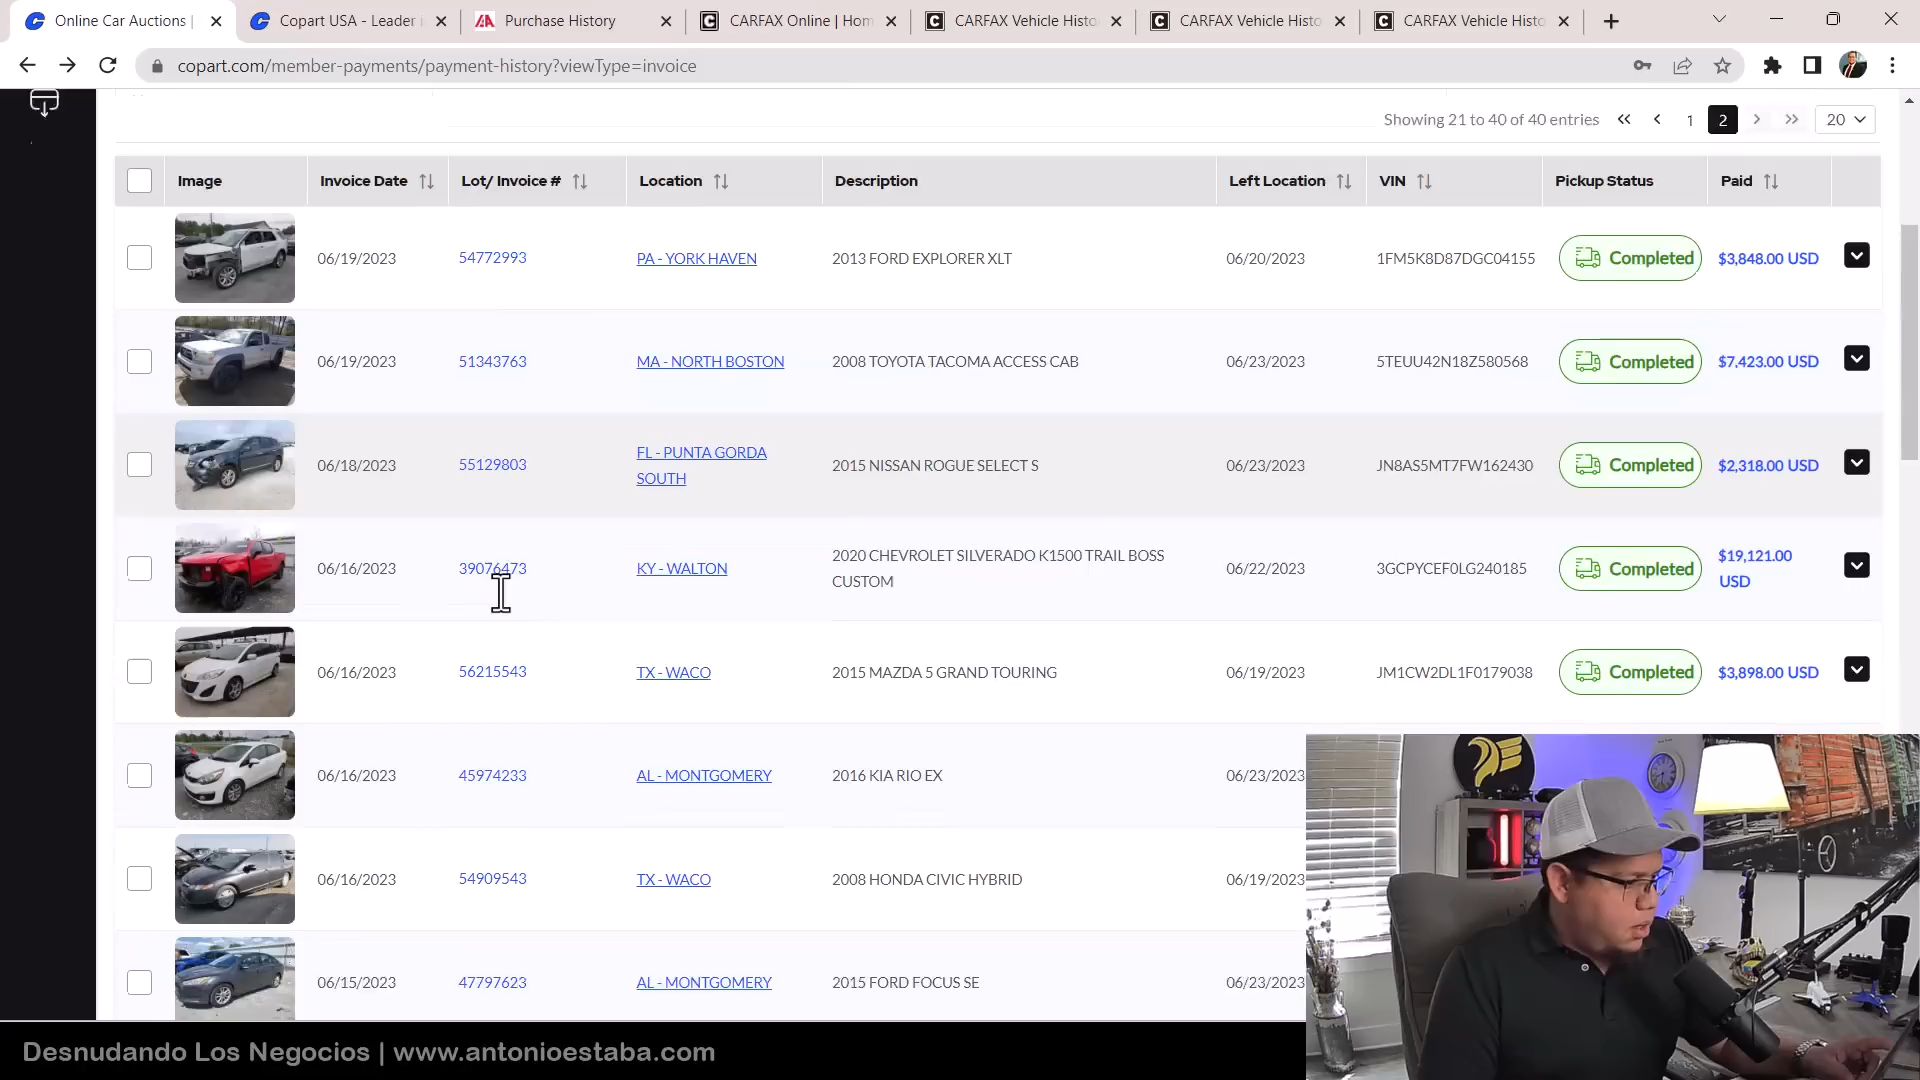 Online Car Auctions |
Copart USA - Leader i
Purchase History
CARFAX Online | Hom
CARFAX Vehicle Histo
CARFAX Vehicle Histo
CARFAX Vehicle Histo
copart.com/member-payments/payment-history?viewType=invoice
Showing 21 to 40 of 40 entries
1
2
20
Image
Invoice Date
Lot/ Invoice #
Location
Description
Left Location
VIN
Pickup Status
Paid
06/19/2023
54772993
PA - YORK HAVEN
2013 FORD EXPLORER XLT
06/20/2023
1FM5K8D87DGC04155
Completed
$3,848.00 USD
06/19/2023
51343763
MA - NORTH BOSTON
2008 TOYOTA TACOMA ACCESS CAB
06/23/2023
5TEUU42N18Z580568
Completed
$7,423.00 USD
06/18/2023
55129803
FL - PUNTA GORDA
SOUTH
2015 NISSAN ROGUE SELECT S
06/23/2023
JN8AS5MT7FW162430
Completed
$2,318.00 USD
06/16/2023
39076473
KY - WALTON
2020 CHEVROLET SILVERADO K1500 TRAIL BOSS
CUSTOM
06/22/2023
3GCPYCEF0LG240185
Completed
$19,121.00
USD
06/16/2023
56215543
TX - WACO
2015 MAZDA 5 GRAND TOURING
06/19/2023
JM1CW2DL1F0179038
Completed
$3,898.00 USD
06/16/2023
45974233
AL - MONTGOMERY
2016 KIA RIO EX
06/23/2023
06/16/2023
54909543
TX - WACO
2008 HONDA CIVIC HYBRID
06/19/2023
06/15/2023
47797623
AL - MONTGOMERY
2015 FORD FOCUS SE
06/23/2023
Desnudando Los Negocios | www.antonioestaba.com